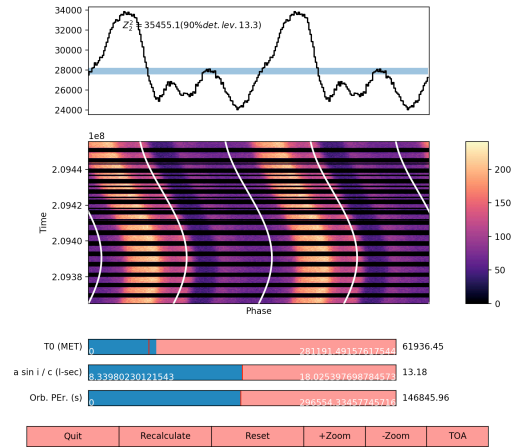 34000
32000
30000
28000
26000
24000
Z₂² = 35455.1(90%det. lev. 13.3)
1e8
2.0944
2.0942
2.0940
2.0938
Time
Phase
200
150
100
50
0
T0 (MET) 0 281191.49157617544 61936.45
a sin i / c (l-sec) 8.33980230121543 18.025397698784573 13.18
Orb. PEr. (s) 0 296554.33457745716 146845.96
Quit Recalculate Reset +Zoom -Zoom TOA